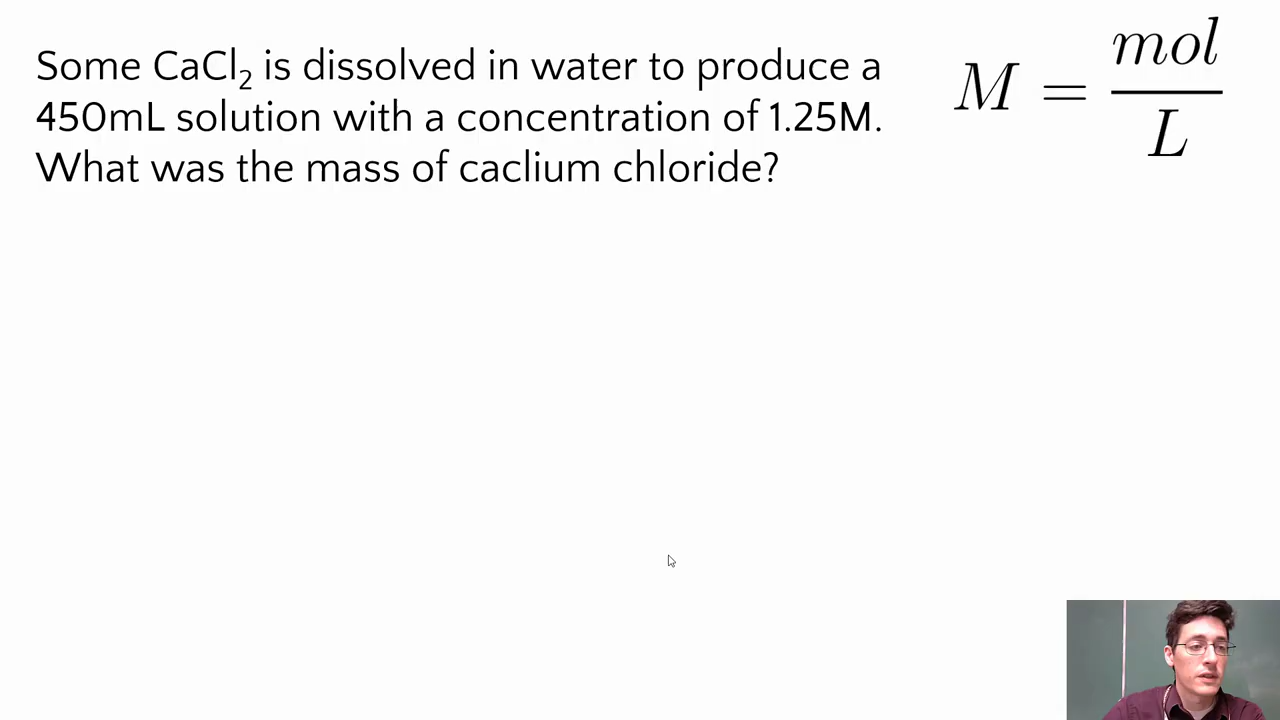 Some CaCl₂ is dissolved in water to produce a
450mL solution with a concentration of 1.25M.
What was the mass of caclium chloride?
M = mol / L